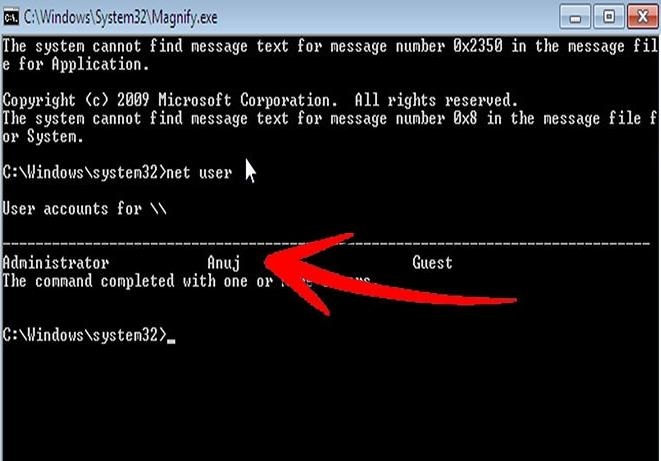 C:\Windows\System32\Magnify.exe
The system cannot find message text for message number 0x2350 in the message fil
e for Application.
Copyright (c) 2009 Microsoft Corporation.  All rights reserved.
The system cannot find message text for message number 0x8 in the message file f
or System.
C:\Windows\system32>net user
User accounts for \\
-------------------------------------------------------------------------------
Administrator            Anuj                     Guest
The command completed with one or
C:\Windows\system32>_